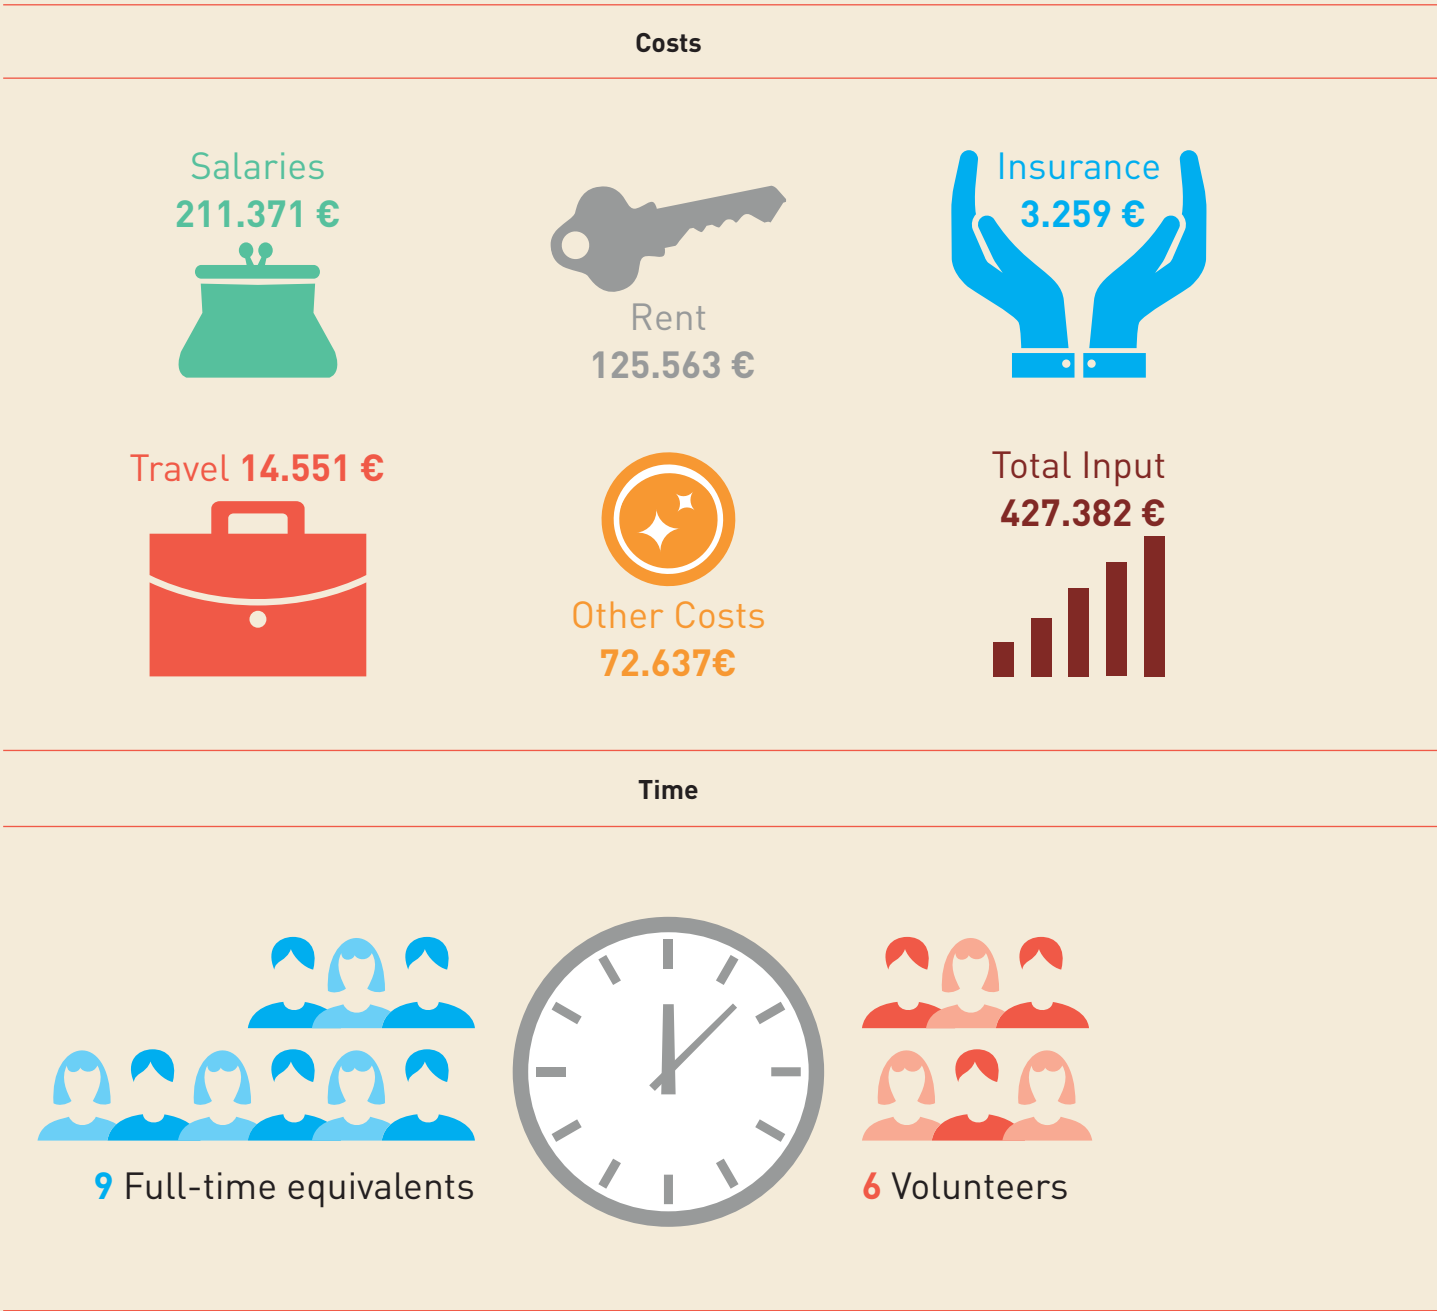 Costs
Salaries
211.371 €
Rent
125.563 €
Insurance
3.259 €
Travel 14.551 €
Other Costs
72.637€
Total Input
427.382 €
Time
9 Full-time equivalents
6 Volunteers